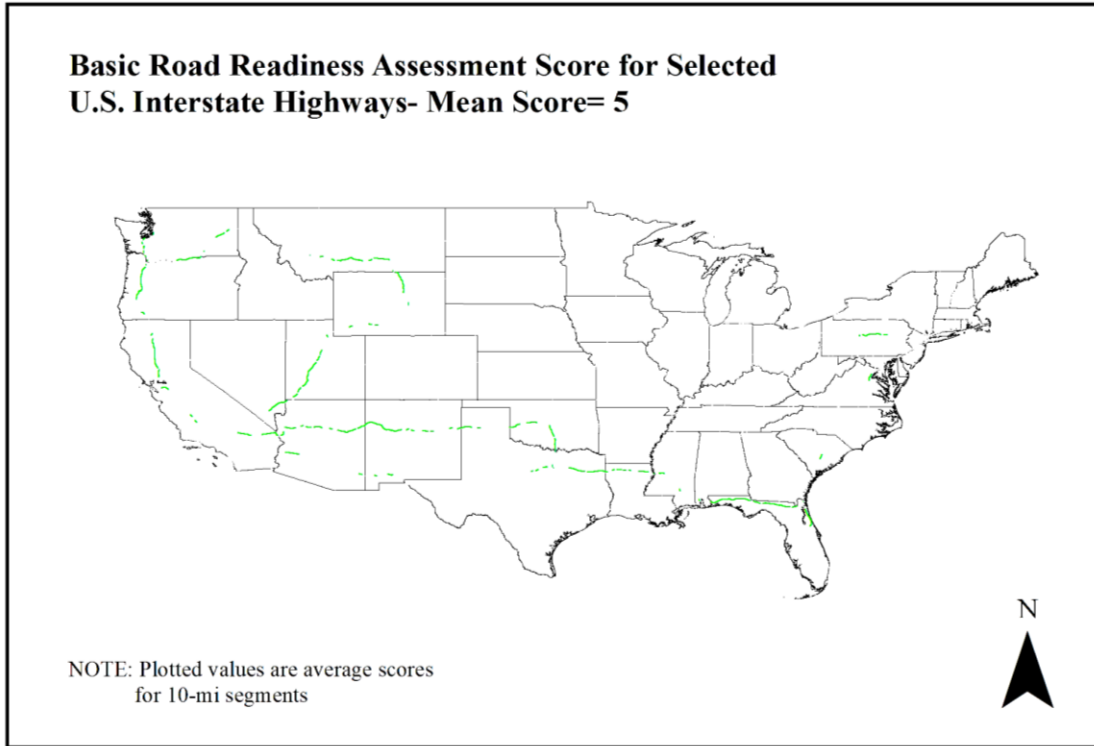 Basic Road Readiness Assessment Score for Selected
U.S. Interstate Highways- Mean Score= 5
N
NOTE: Plotted values are average scores
for 10-mi segments